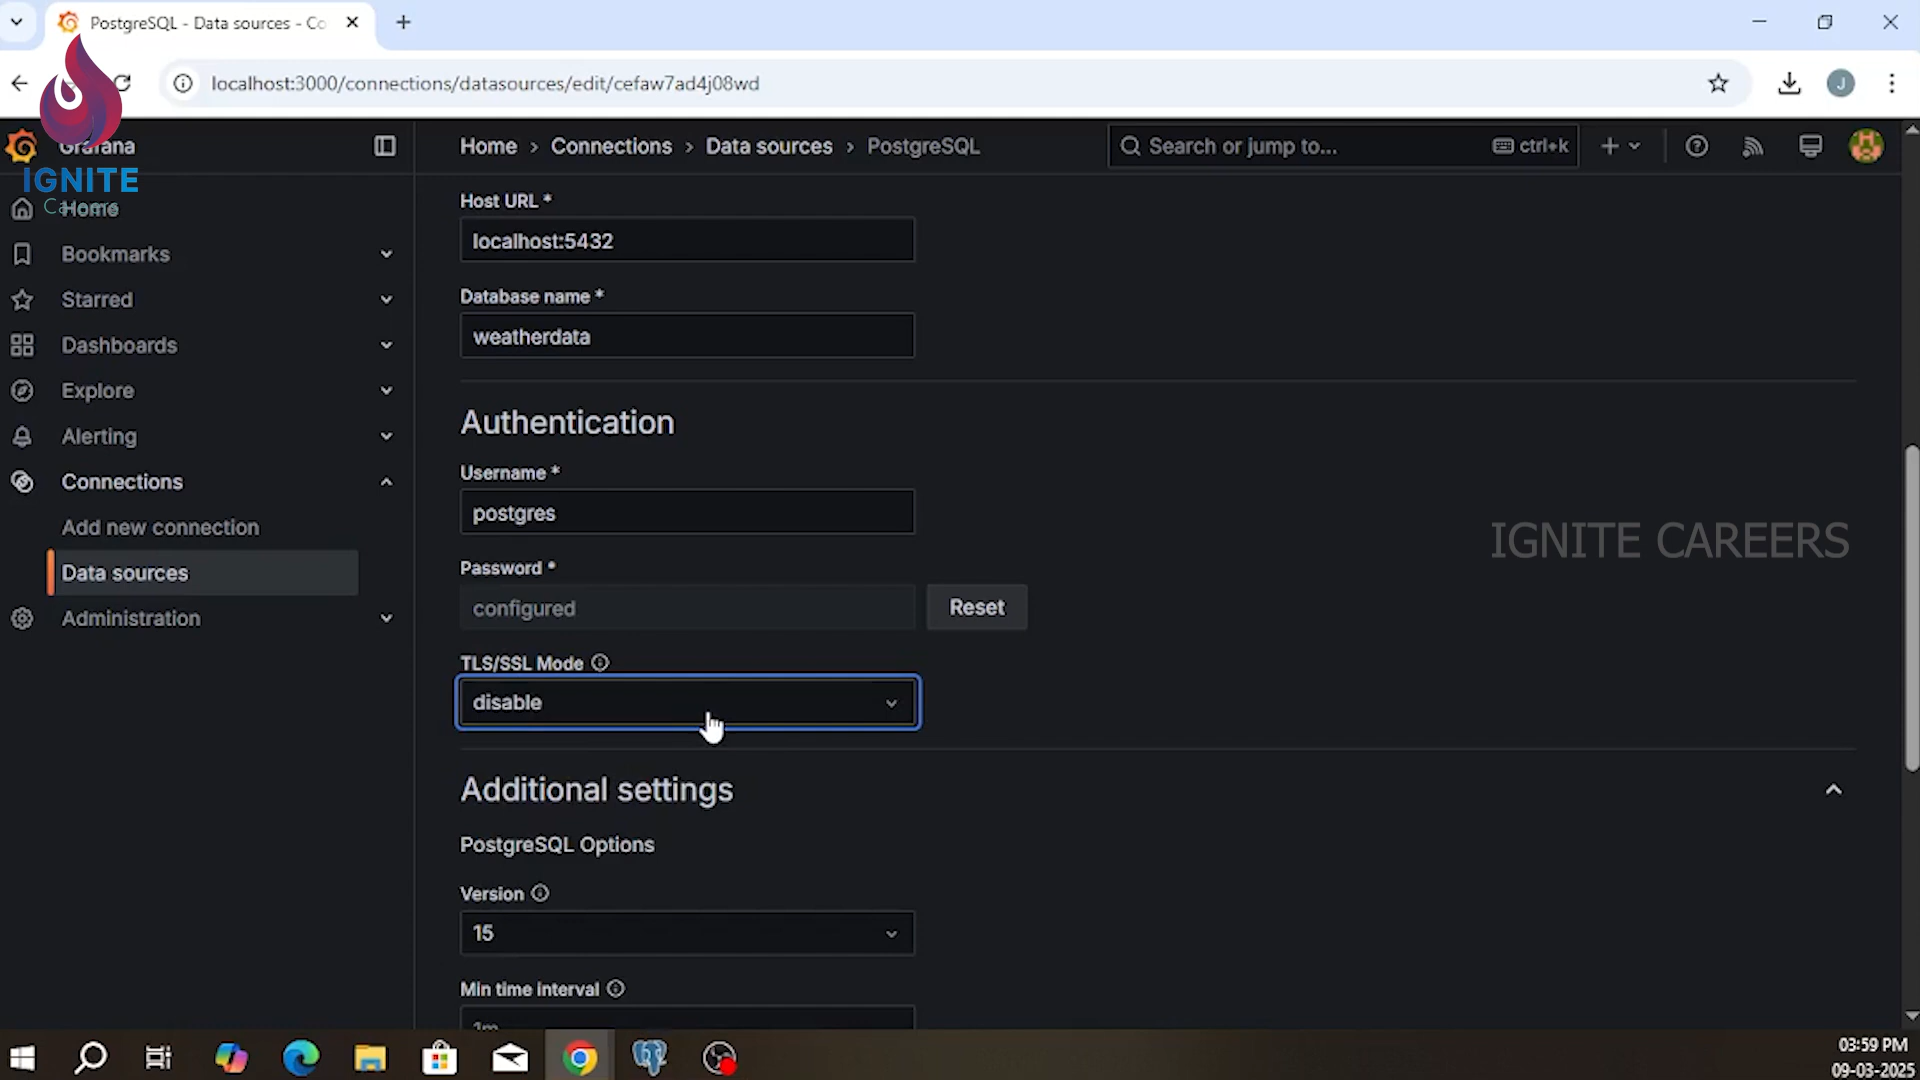 PostgreSQL - Data sources - Co
localhost:3000/connections/datasources/edit/cefaw7ad4j08wd
J
Grafana
IGNITE
Careers
Home › Connections › Data sources › PostgreSQL
Search or jump to...
ctrl+k
Home
Bookmarks
Starred
Dashboards
Explore
Alerting
Connections
Add new connection
Data sources
Administration
Host URL *
localhost:5432
Database name *
weatherdata
Authentication
Username *
postgres
Password *
configured
Reset
TLS/SSL Mode
disable
Additional settings
PostgreSQL Options
Version
15
Min time interval
1m
IGNITE CAREERS
03:59 PM
09-03-2025